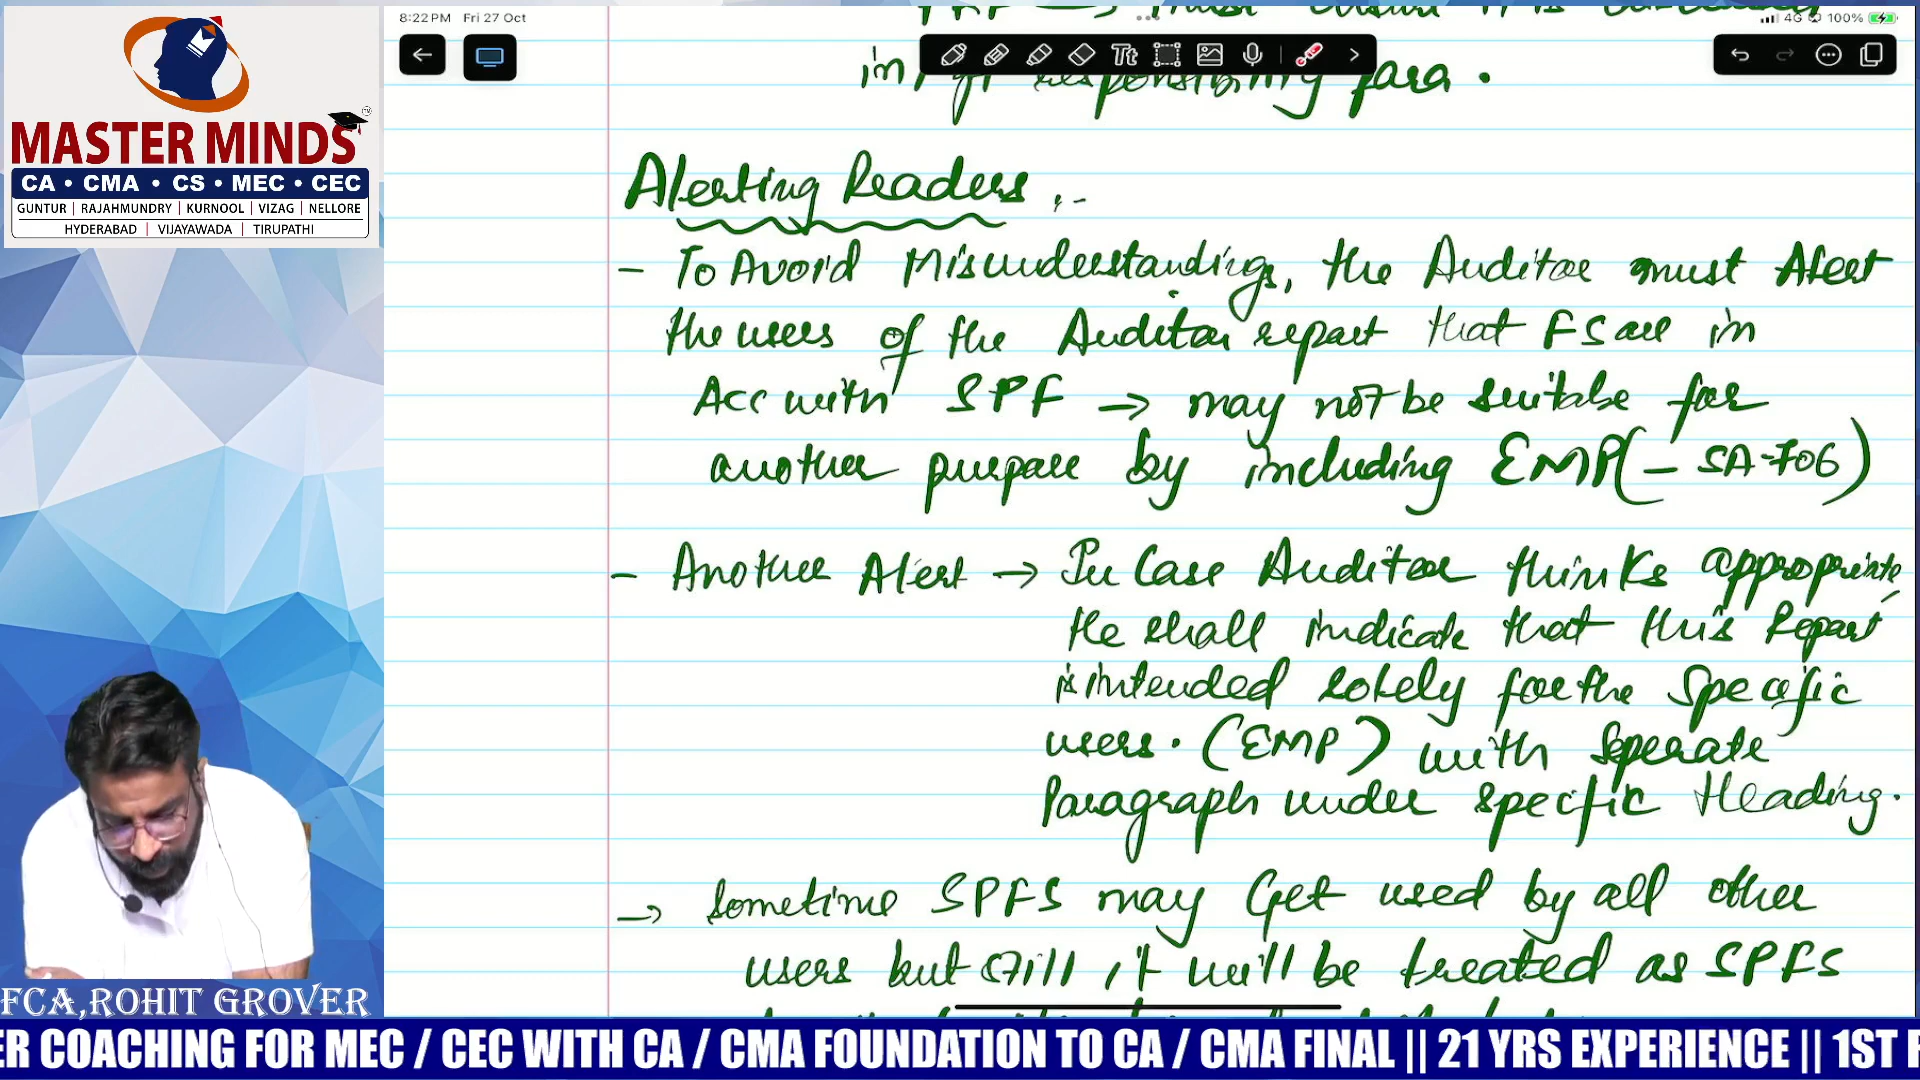 8:22 PM Fri 27 Oct
4G 100%
in responsibility para.
MASTER MINDS
CA • CMA • CS • MEC • CEC
GUNTUR | RAJAHMUNDRY | KURNOOL | VIZAG | NELLORE
HYDERABAD | VIJAYAWADA | TIRUPATHI
Tt
Alerting Readers :-
- To Avoid Misunderstandings, the Auditor must Alert
the users of the Auditor report that FS are in
Acc with SPF → may not be suitabe for
another purpose by including EMP (- SA-706)
- Another Alert → In Case Auditor thinks appropriate
He shall indicate that this Report
is intended solely for the Specific
users. (EMP) with Seperate
Paragraph under specific Heading.
→ Sometime SPFS may Get used by all other
users but still it will be treated as SPFS
FCA,ROHIT GROVER
ER COACHING FOR MEC / CEC WITH CA / CMA FOUNDATION TO CA / CMA FINAL || 21 YRS EXPERIENCE || 1ST